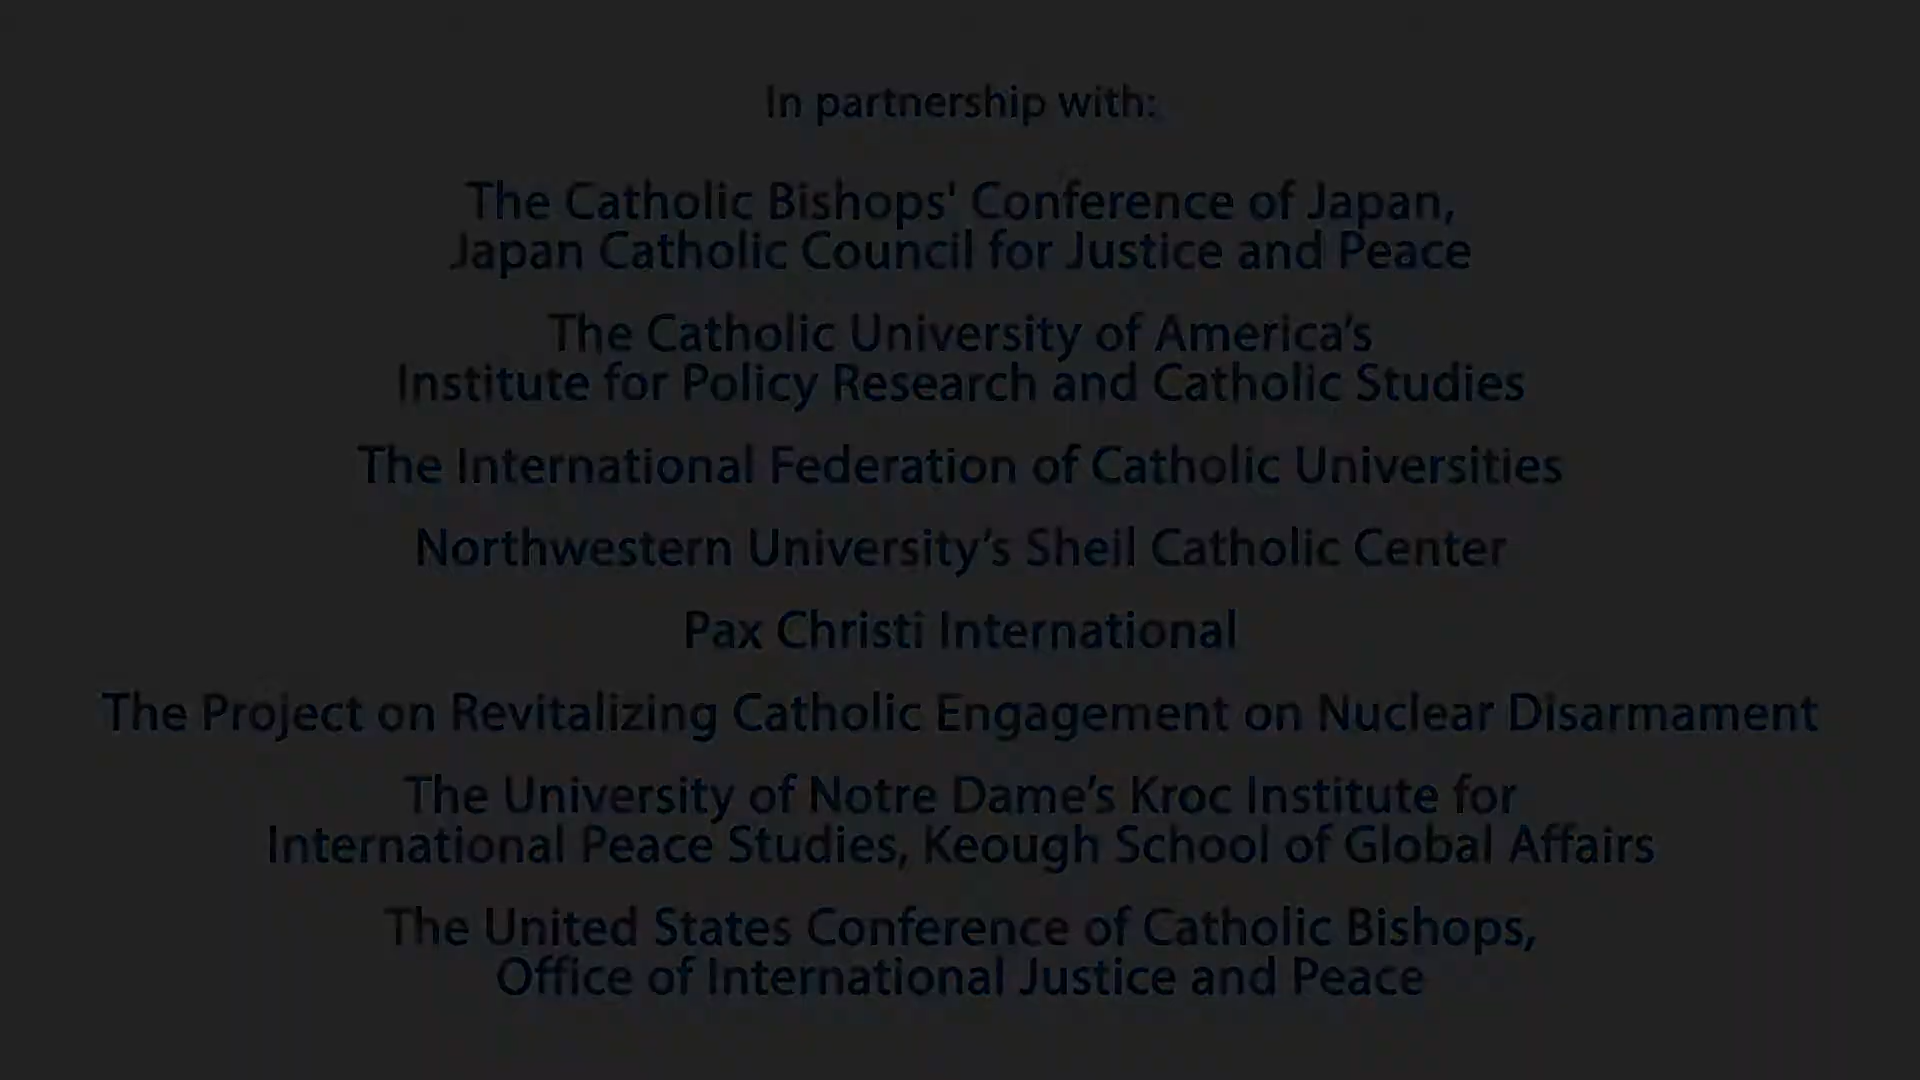 In partnership with:
The Catholic Bishops' Conference of Japan,
Japan Catholic Council for Justice and Peace
The Catholic University of America’s
Institute for Policy Research and Catholic Studies
The International Federation of Catholic Universities
Northwestern University’s Sheil Catholic Center
Pax Christi International
The Project on Revitalizing Catholic Engagement on Nuclear Disarmament
The University of Notre Dame’s Kroc Institute for
International Peace Studies, Keough School of Global Affairs
The United States Conference of Catholic Bishops,
Office of International Justice and Peace